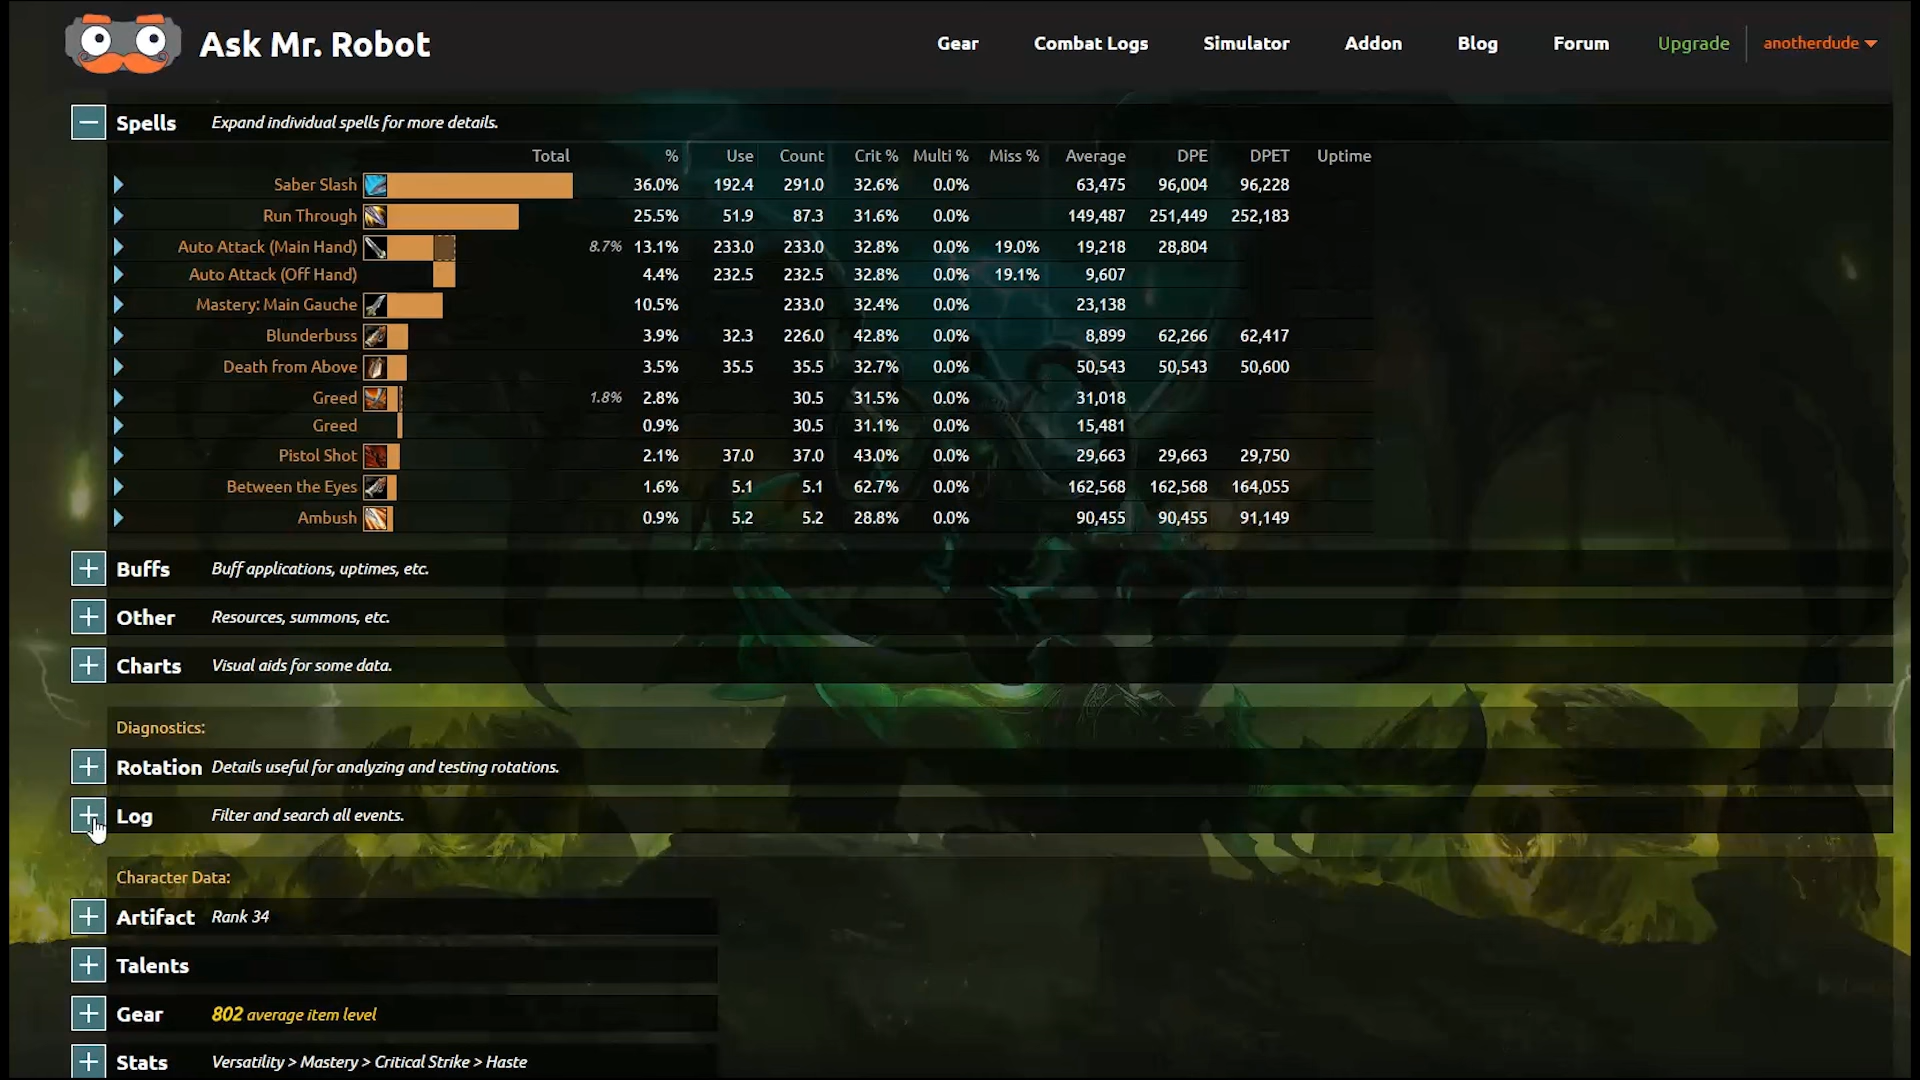 Ask Mr. Robot
Gear Combat Logs Simulator Addon Blog Forum Upgrade anotherdude
Spells Expand individual spells for more details.
Total % Use Count Crit % Multi % Miss % Average DPE DPET Uptime
Saber Slash 36.0% 192.4 291.0 32.6% 0.0% 63,475 96,004 96,228
Run Through 25.5% 51.9 87.3 31.6% 0.0% 149,487 251,449 252,183
Auto Attack (Main Hand) 8.7% 13.1% 233.0 233.0 32.8% 0.0% 19.0% 19,218 28,804
Auto Attack (Off Hand) 4.4% 232.5 232.5 32.8% 0.0% 19.1% 9,607
Mastery: Main Gauche 10.5% 233.0 32.4% 0.0% 23,138
Blunderbuss 3.9% 32.3 226.0 42.8% 0.0% 8,899 62,266 62,417
Death from Above 3.5% 35.5 35.5 32.7% 0.0% 50,543 50,543 50,600
Greed 1.8% 2.8% 30.5 31.5% 0.0% 31,018
Greed 0.9% 30.5 31.1% 0.0% 15,481
Pistol Shot 2.1% 37.0 37.0 43.0% 0.0% 29,663 29,663 29,750
Between the Eyes 1.6% 5.1 5.1 62.7% 0.0% 162,568 162,568 164,055
Ambush 0.9% 5.2 5.2 28.8% 0.0% 90,455 90,455 91,149
Buffs Buff applications, uptimes, etc.
Other Resources, summons, etc.
Charts Visual aids for some data.
Diagnostics:
Rotation Details useful for analyzing and testing rotations.
Log Filter and search all events.
Character Data:
Artifact Rank 34
Talents
Gear 802 average item level
Stats Versatility > Mastery > Critical Strike > Haste